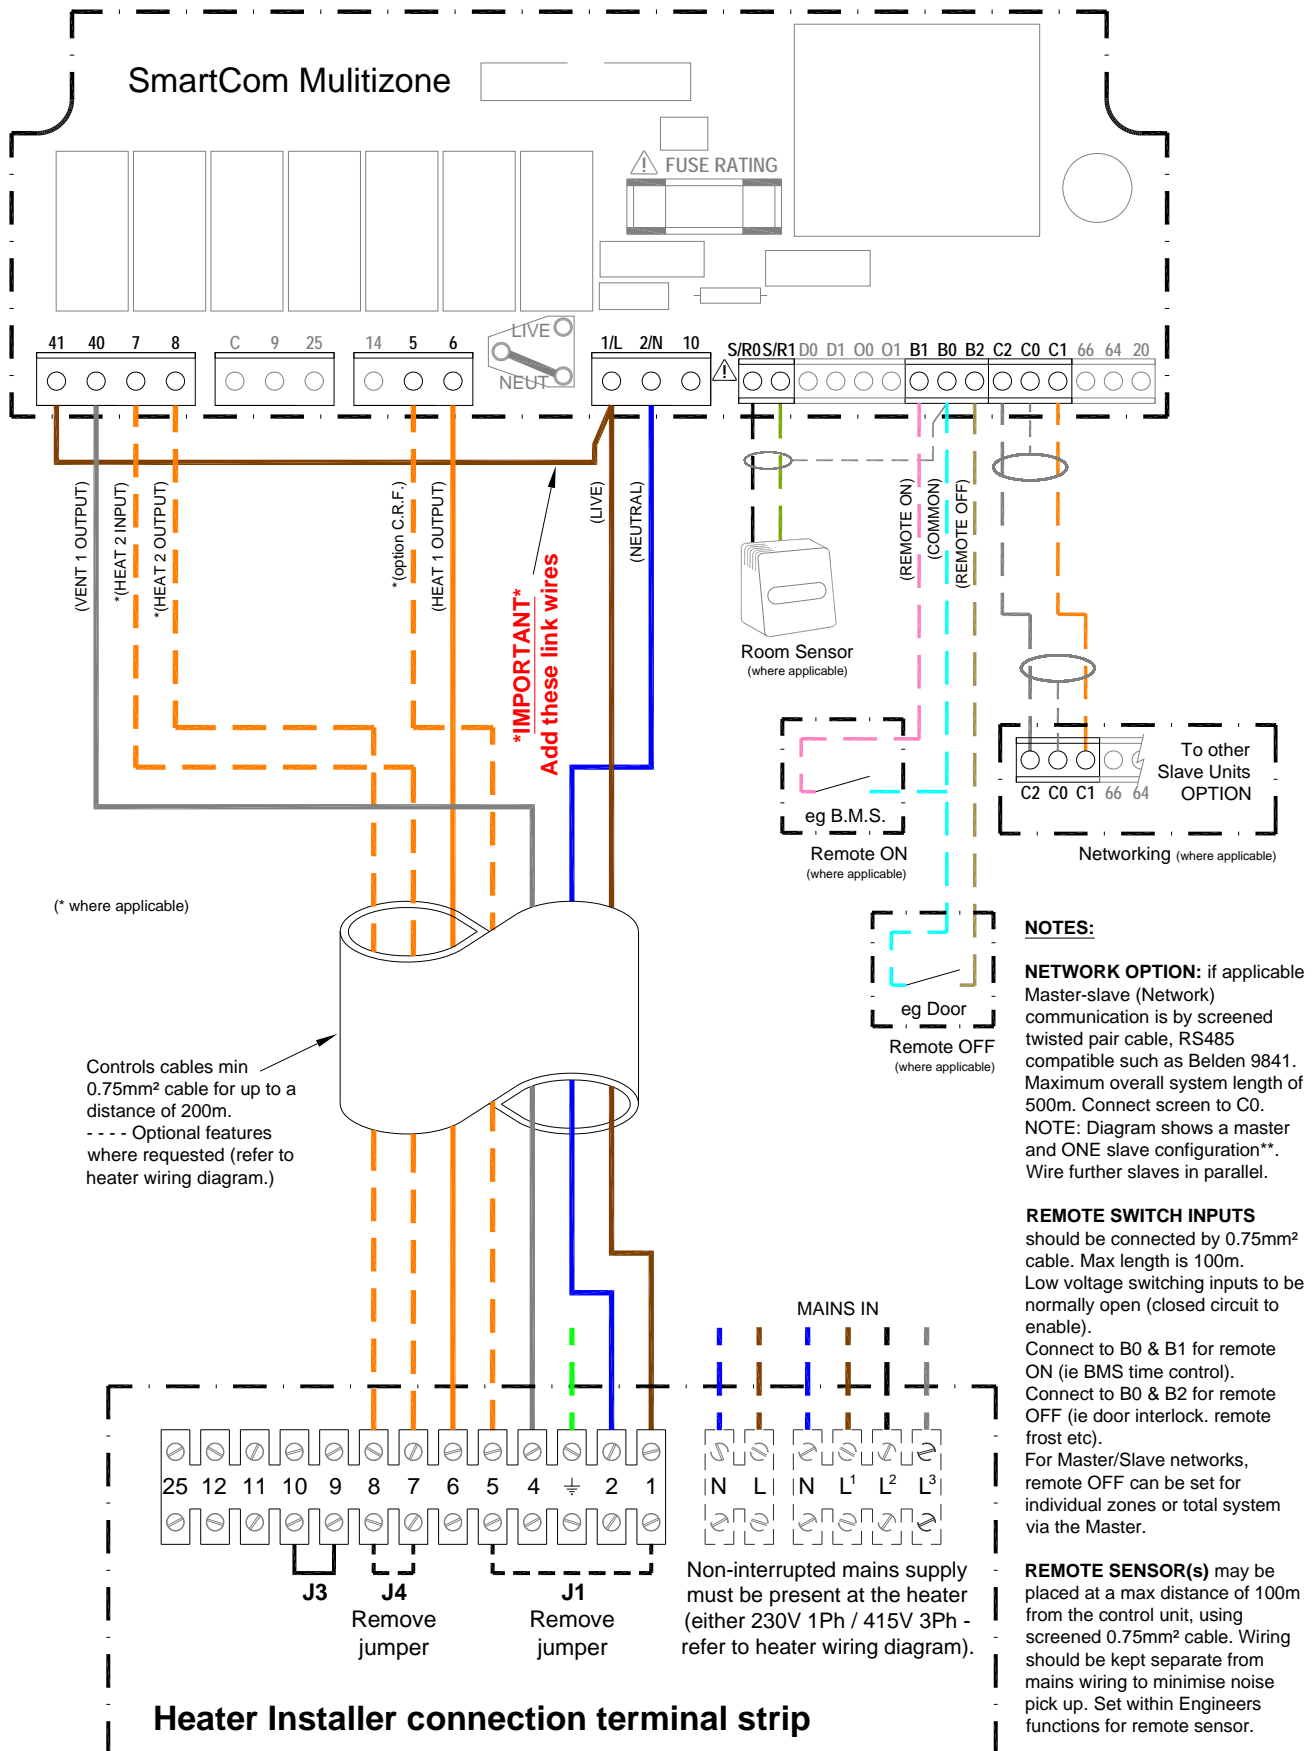 SmartCom Mulitizone
FUSE RATING
LIVE
NEUT
41 40 7 8 C 9 25 14 5 6 1/L 2/N 10 S/R0 S/R1 D0 D1 O0 O1 B1 B0 B2 C2 C0 C1 66 64 20
(VENT 1 OUTPUT)
*(HEAT 2 INPUT)
*(HEAT 2 OUTPUT)
*(option C.R.F.)
(HEAT 1 OUTPUT)
*IMPORTANT*
Add these link wires
(LIVE)
(NEUTRAL)
(REMOTE ON)
(COMMON)
(REMOTE OFF)
Room Sensor
(where applicable)
eg B.M.S.
Remote ON
(where applicable)
eg Door
Remote OFF
(where applicable)
C2 C0 C1 66 64
To other
Slave Units
OPTION
Networking (where applicable)
(* where applicable)
Controls cables min
0.75mm² cable for up to a
distance of 200m.
- - - - Optional features
where requested (refer to
heater wiring diagram.)
NOTES:
NETWORK OPTION: if applicable
Master-slave (Network)
communication is by screened
twisted pair cable, RS485
compatible such as Belden 9841.
Maximum overall system length of
500m. Connect screen to C0.
NOTE: Diagram shows a master
and ONE slave configuration**.
Wire further slaves in parallel.
REMOTE SWITCH INPUTS
should be connected by 0.75mm²
cable. Max length is 100m.
Low voltage switching inputs to be
normally open (closed circuit to
enable).
Connect to B0 & B1 for remote
ON (ie BMS time control).
Connect to B0 & B2 for remote
OFF (ie door interlock. remote
frost etc).
For Master/Slave networks,
remote OFF can be set for
individual zones or total system
via the Master.
REMOTE SENSOR(s) may be
placed at a max distance of 100m
from the control unit, using
screened 0.75mm² cable. Wiring
should be kept separate from
mains wiring to minimise noise
pick up. Set within Engineers
functions for remote sensor.
MAINS IN
25 12 11 10 9 8 7 6 5 4 ⏚ 2 1 N L N L¹ L² L³
J3
J4
Remove
jumper
J1
Remove
jumper
Non-interrupted mains supply
must be present at the heater
(either 230V 1Ph / 415V 3Ph -
refer to heater wiring diagram).
Heater Installer connection terminal strip